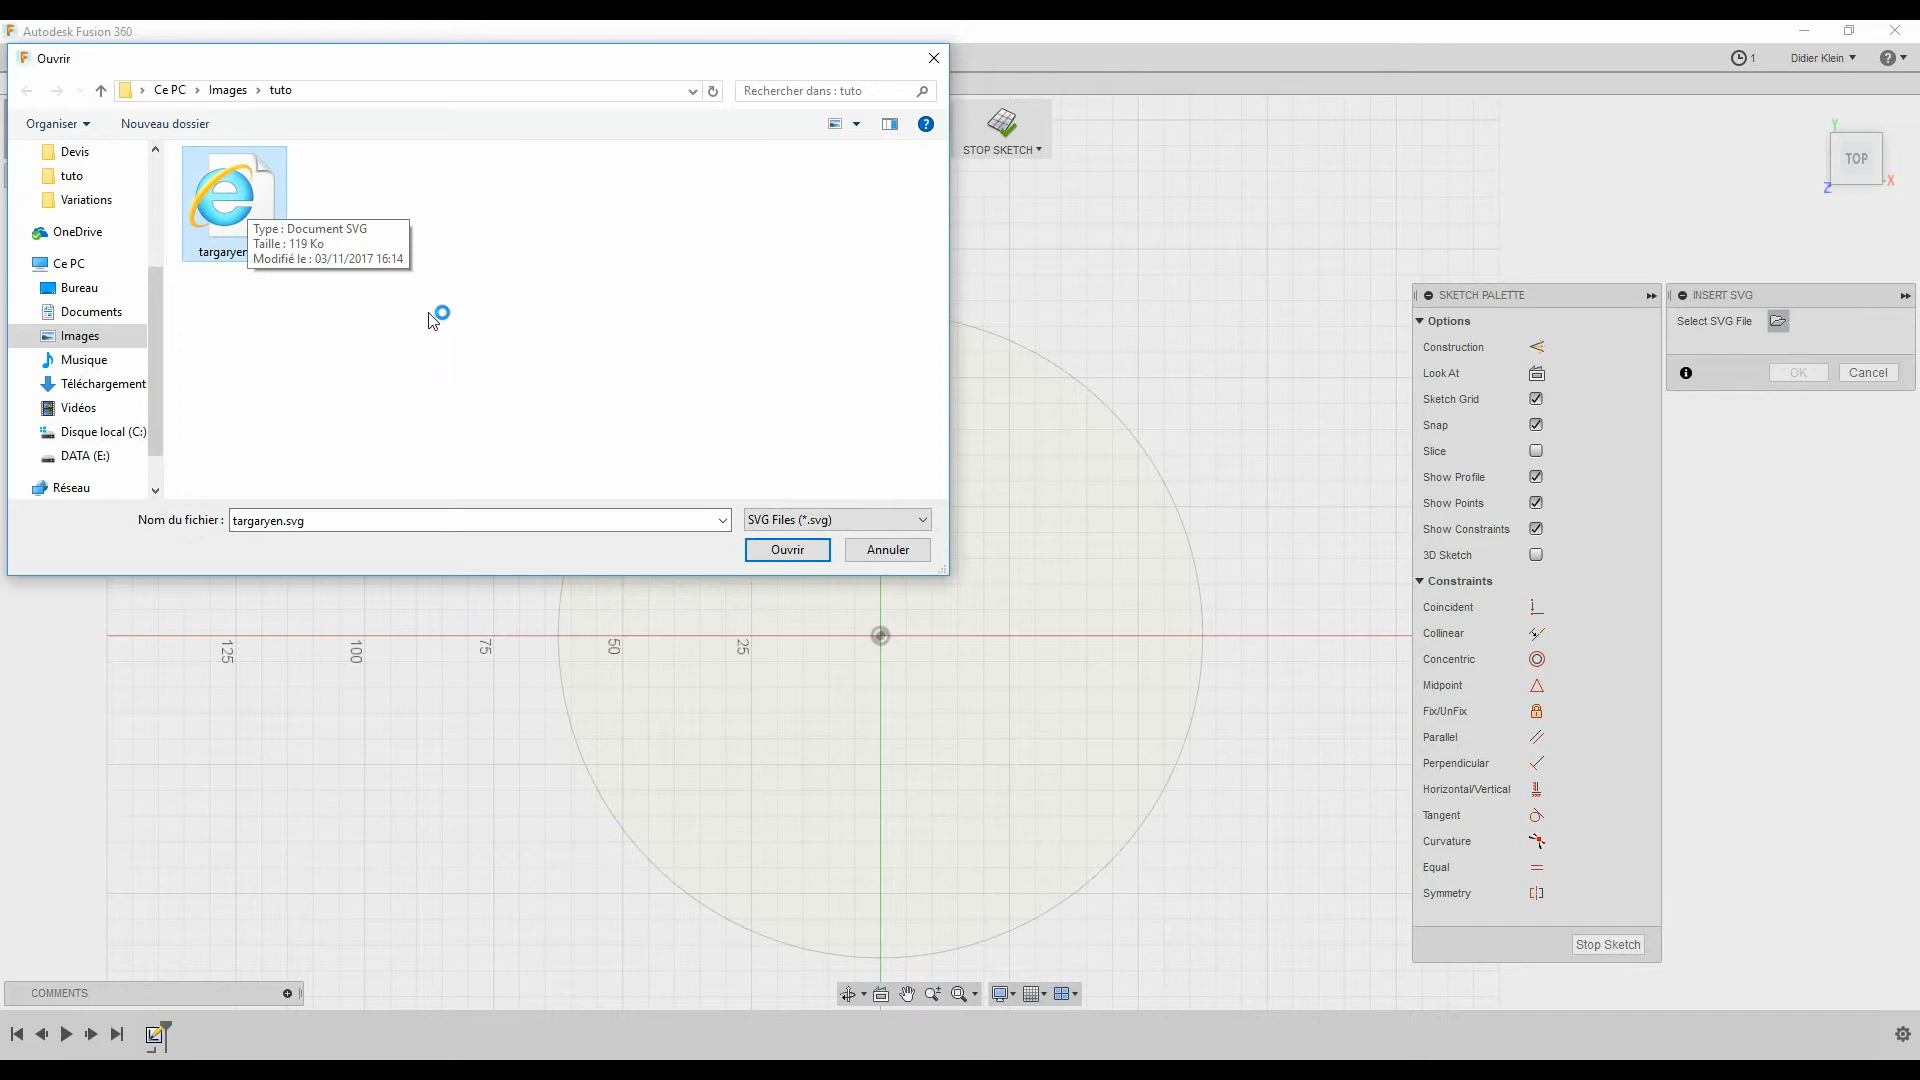 Autodesk Fusion 360
Ouvrir
1
Didier Klein
?
Ce PC > Images > tuto
Rechercher dans : tuto
Organiser
Nouveau dossier
?
STOP SKETCH
Y
TOP
X
Z
Devis
tuto
Variations
OneDrive
Ce PC
Bureau
Documents
Images
Musique
Téléchargement
Vidéos
Disque local (C:)
DATA (E:)
Réseau
targaryen
Type : Document SVG
Taille : 119 Ko
Modifié le : 03/11/2017 16:14
Nom du fichier :
targaryen.svg
SVG Files (*.svg)
Ouvrir
Annuler
SKETCH PALETTE
Options
Construction
Look At
Sketch Grid
Snap
Slice
Show Profile
Show Points
Show Constraints
3D Sketch
Constraints
Coincident
Collinear
Concentric
Midpoint
Fix/UnFix
Parallel
Perpendicular
Horizontal/Vertical
Tangent
Curvature
Equal
Symmetry
Stop Sketch
INSERT SVG
Select SVG File
OK
Cancel
125
100
75
50
25
COMMENTS